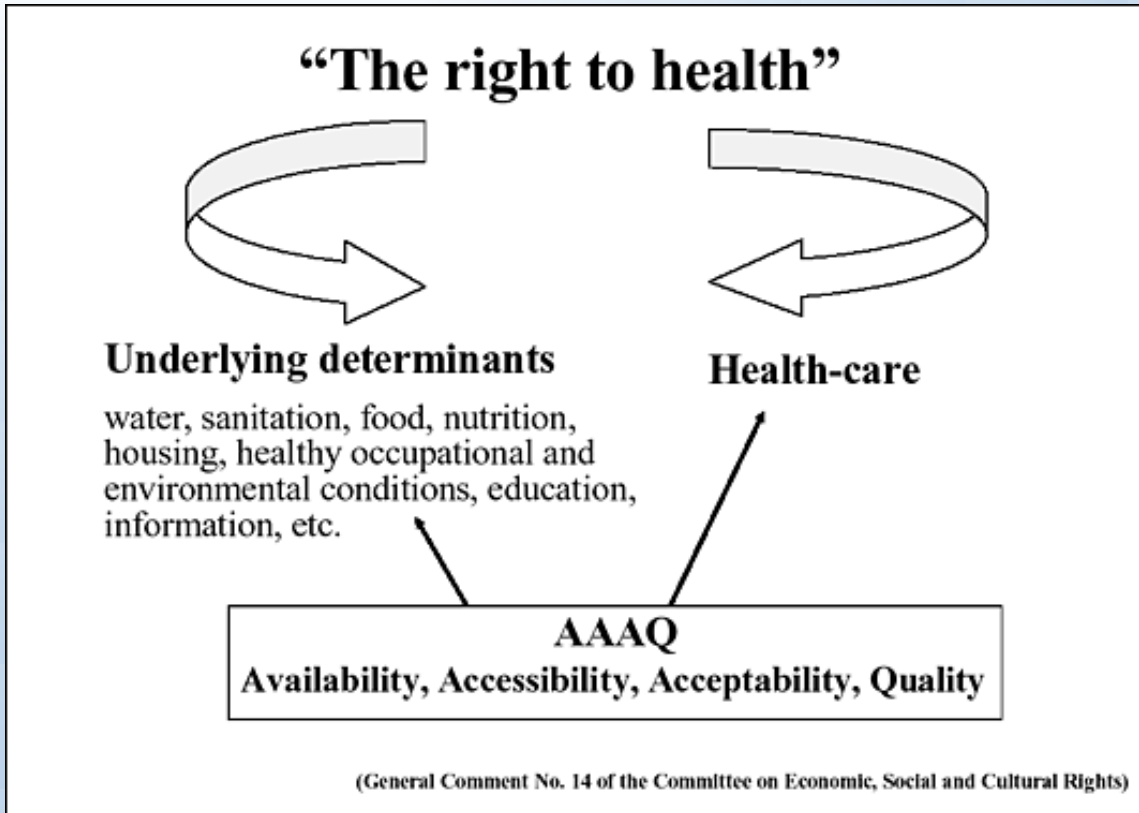 “The right to health”
Underlying determinants
water, sanitation, food, nutrition,
housing, healthy occupational and
environmental conditions, education,
information, etc.
Health-care
AAAQ
Availability, Accessibility, Acceptability, Quality
(General Comment No. 14 of the Committee on Economic, Social and Cultural Rights)